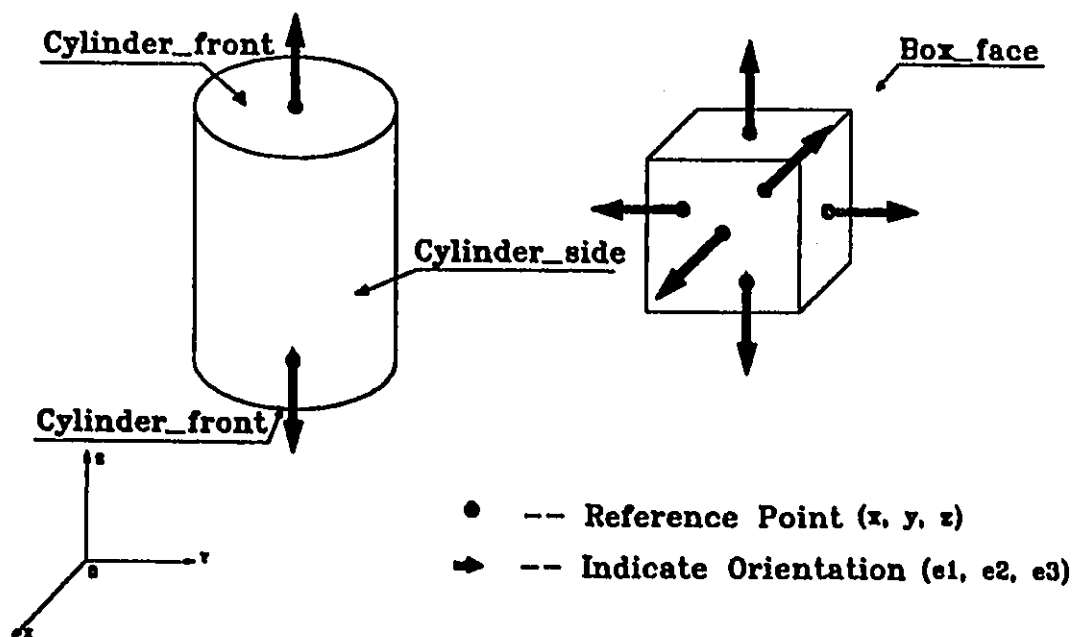 Cylinder_front
Box_face
Cylinder_side
Cylinder_front
Z
Y
X
-- Reference Point (x, y, z)
-- Indicate Orientation (e1, e2, e3)